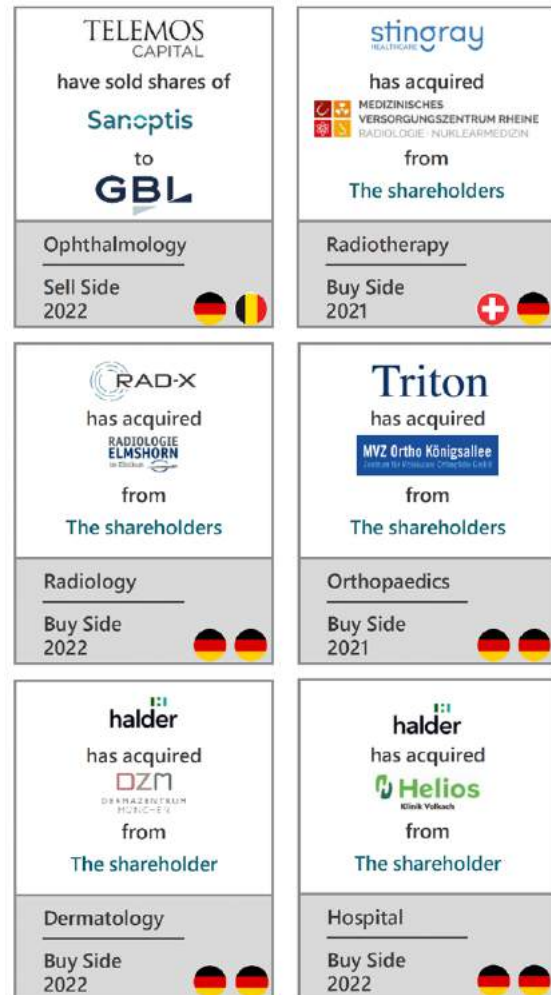 TELEMOS
CAPITAL
have sold shares of
Sanoptis
to
GBL
Ophthalmology
Sell Side
2022
stingray
HEALTHCARE
has acquired
MEDIZINISCHES
VERSORGUNGSZENTRUM RHEINE
RADIOLOGIE · NUKLEARMEDIZIN
from
The shareholders
Radiotherapy
Buy Side
2021
RAD-X
has acquired
RADIOLOGIE
ELMSHORN
from
The shareholders
Radiology
Buy Side
2022
Triton
has acquired
MVZ Ortho Königsallee
from
The shareholders
Orthopaedics
Buy Side
2021
halder
has acquired
DZM
DERMAZENTRUM
MÜNCHEN
from
The shareholder
Dermatology
Buy Side
2022
halder
has acquired
Helios
Klinik Volkach
from
The shareholder
Hospital
Buy Side
2022